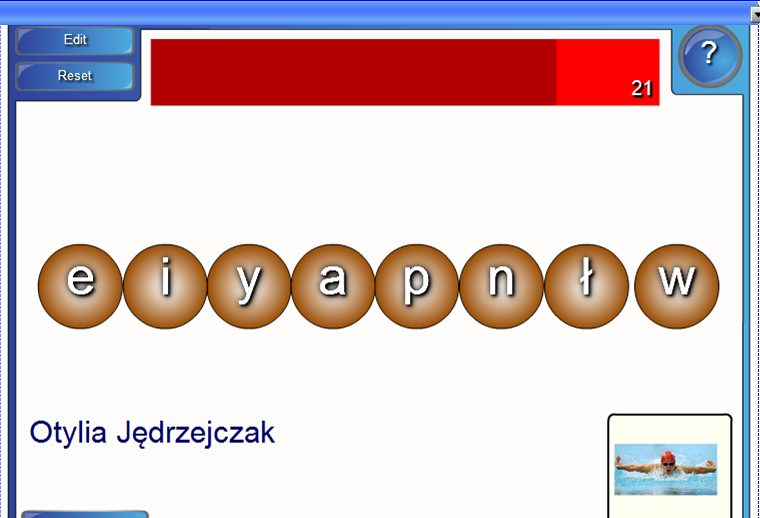 Edit
Reset
?
21
e i y a p n ł w
Otylia Jędrzejczak